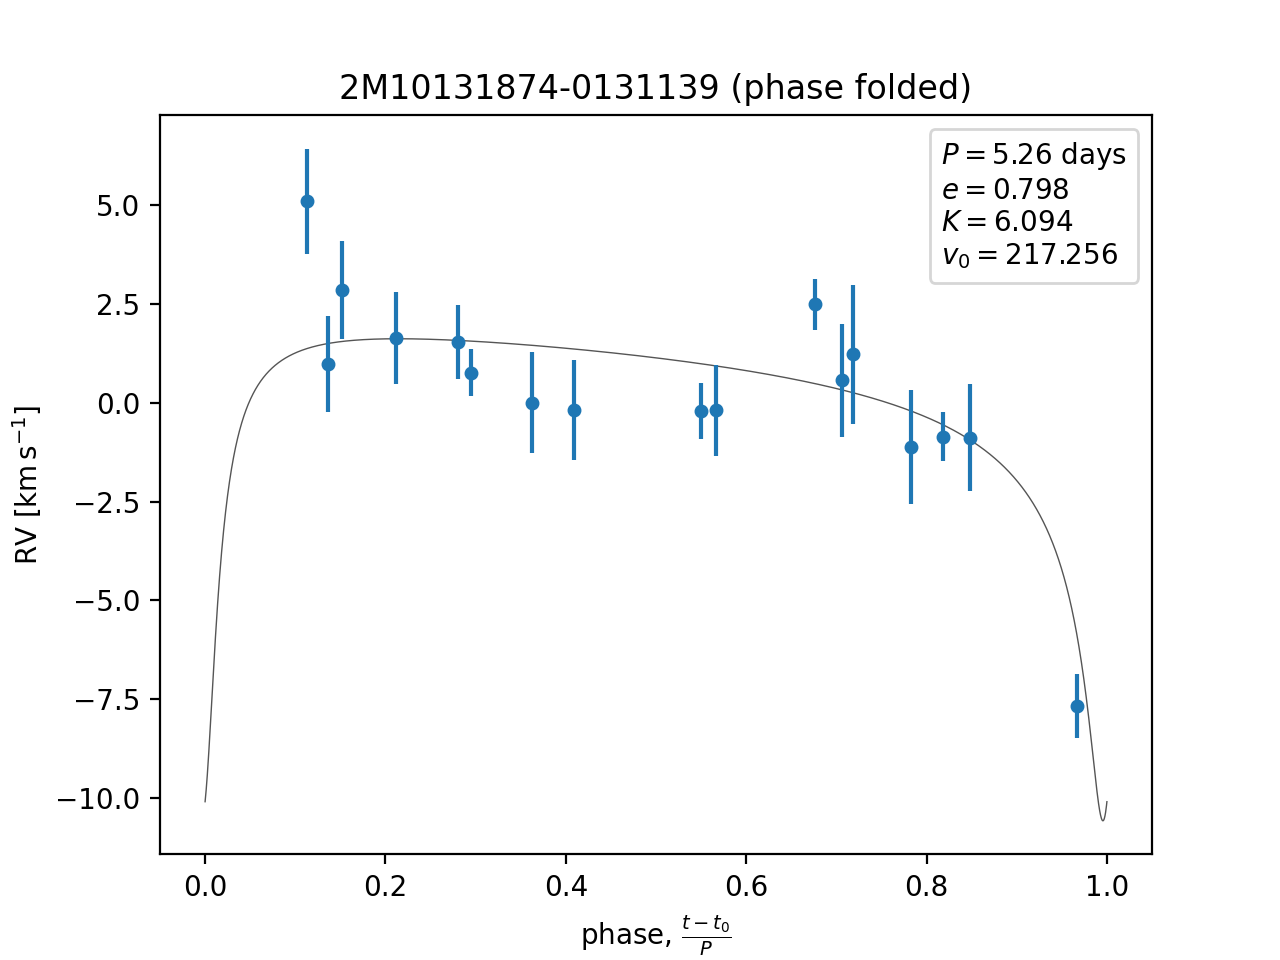 2M10131874-0131139 (phase folded)
P = 5.26 days
e = 0.798
K = 6.094
v₀ = 217.256
RV [km s⁻¹]
5.0
2.5
0.0
−2.5
−5.0
−7.5
−10.0
0.0 0.2 0.4 0.6 0.8 1.0
phase, (t − t₀)/P